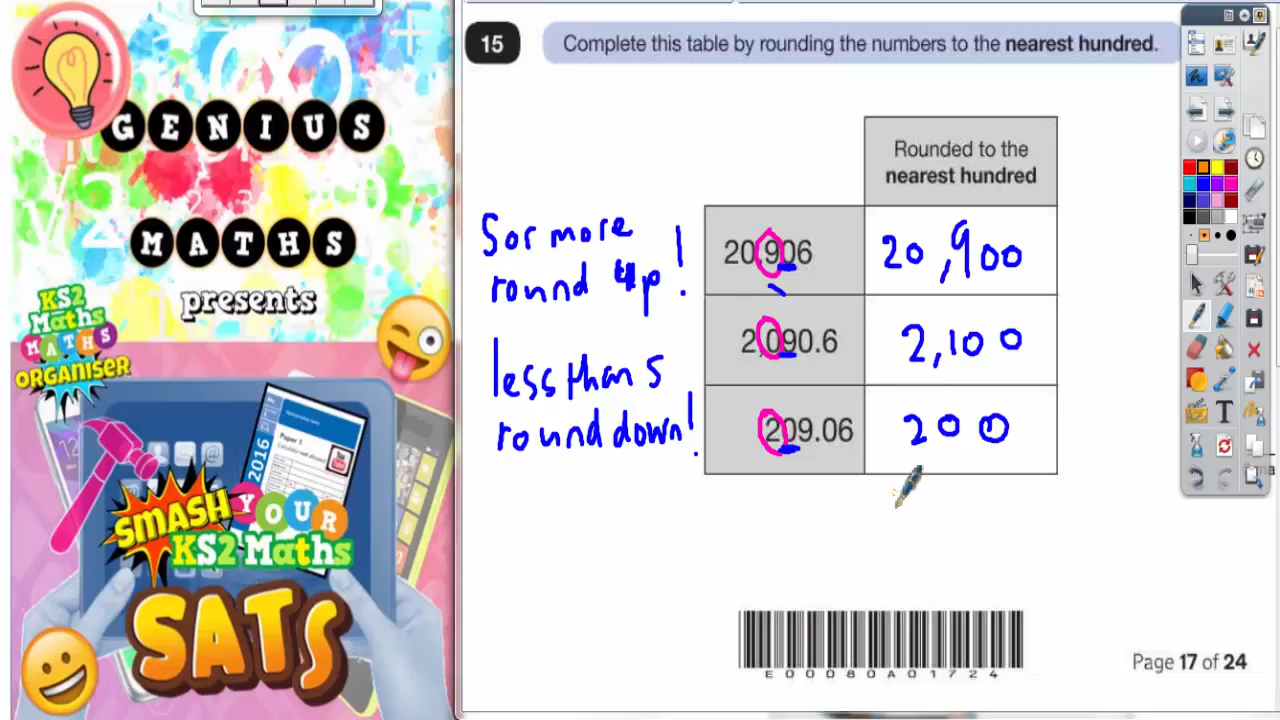 GENIUS
MATHS
presents
KS2
Maths
MATHS
ORGANISER
2016
Paper 1
You
Tube
SMASH YOUR
KS2 Maths
SATS
15 Complete this table by rounding the numbers to the nearest hundred.
Rounded to the
nearest hundred
5 or more
round up!
less than 5
round down!
20,906 20,900
2,090.6 2,100
209.06 200
E00080A01724
Page 17 of 24